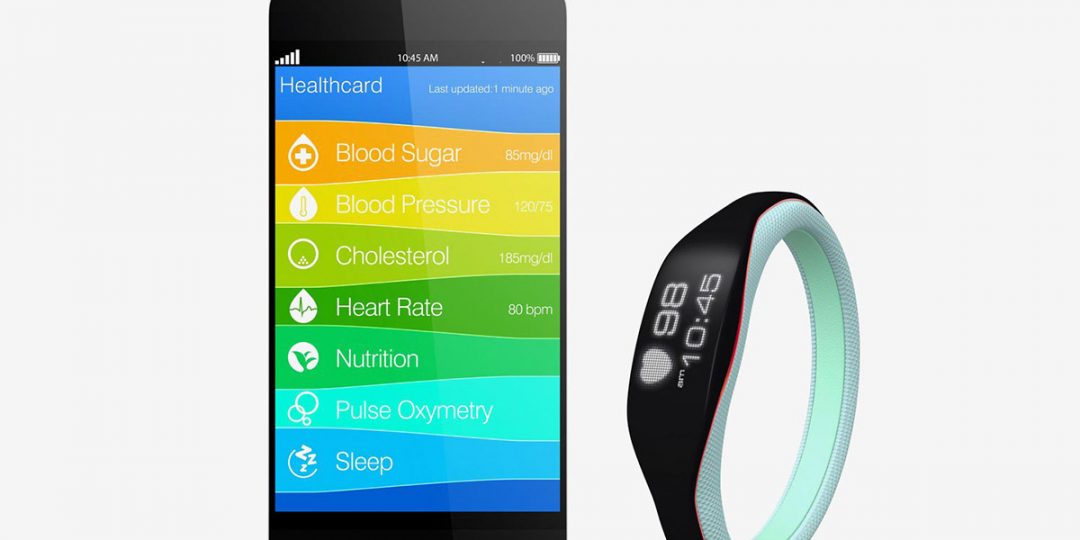 10:45 AM 100%
Healthcard Last updated:1 minute ago
Blood Sugar 85mg/dl
Blood Pressure 120/75
Cholesterol 185mg/dl
Heart Rate 80 bpm
Nutrition
Pulse Oxymetry
Sleep
98
am 10:45